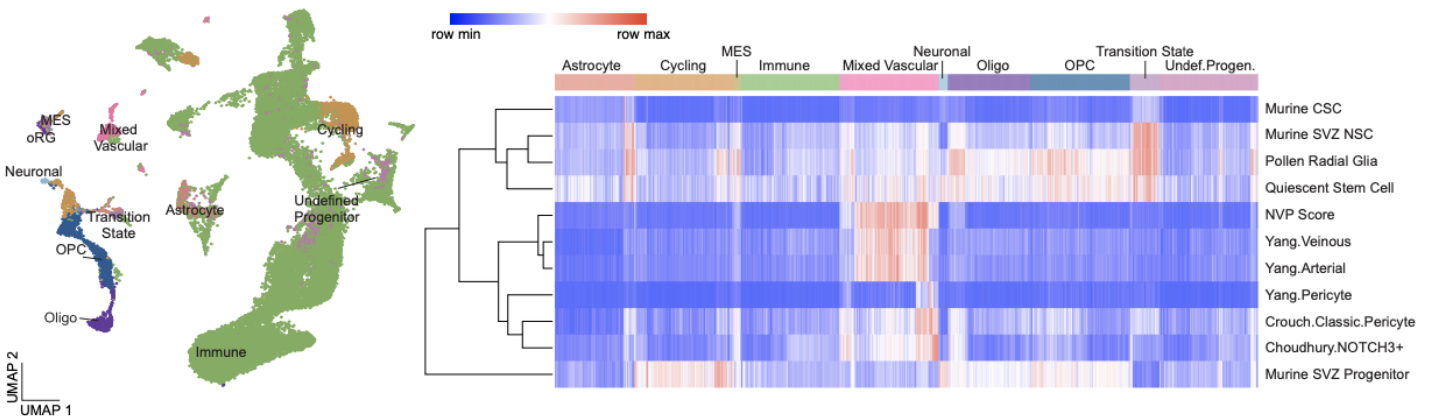 MES
oRG
Mixed
Vascular
Cycling
Neuronal
Transition
State
Astrocyte
Undefined
Progenitor
OPC
Oligo
Immune
UMAP 2
UMAP 1
row min
row max
MES
Neuronal
Transition State
Astrocyte
Cycling
Immune
Mixed Vascular
Oligo
OPC
Undef.Progen.
Murine CSC
Murine SVZ NSC
Pollen Radial Glia
Quiescent Stem Cell
NVP Score
Yang.Veinous
Yang.Arterial
Yang.Pericyte
Crouch.Classic.Pericyte
Choudhury.NOTCH3+
Murine SVZ Progenitor